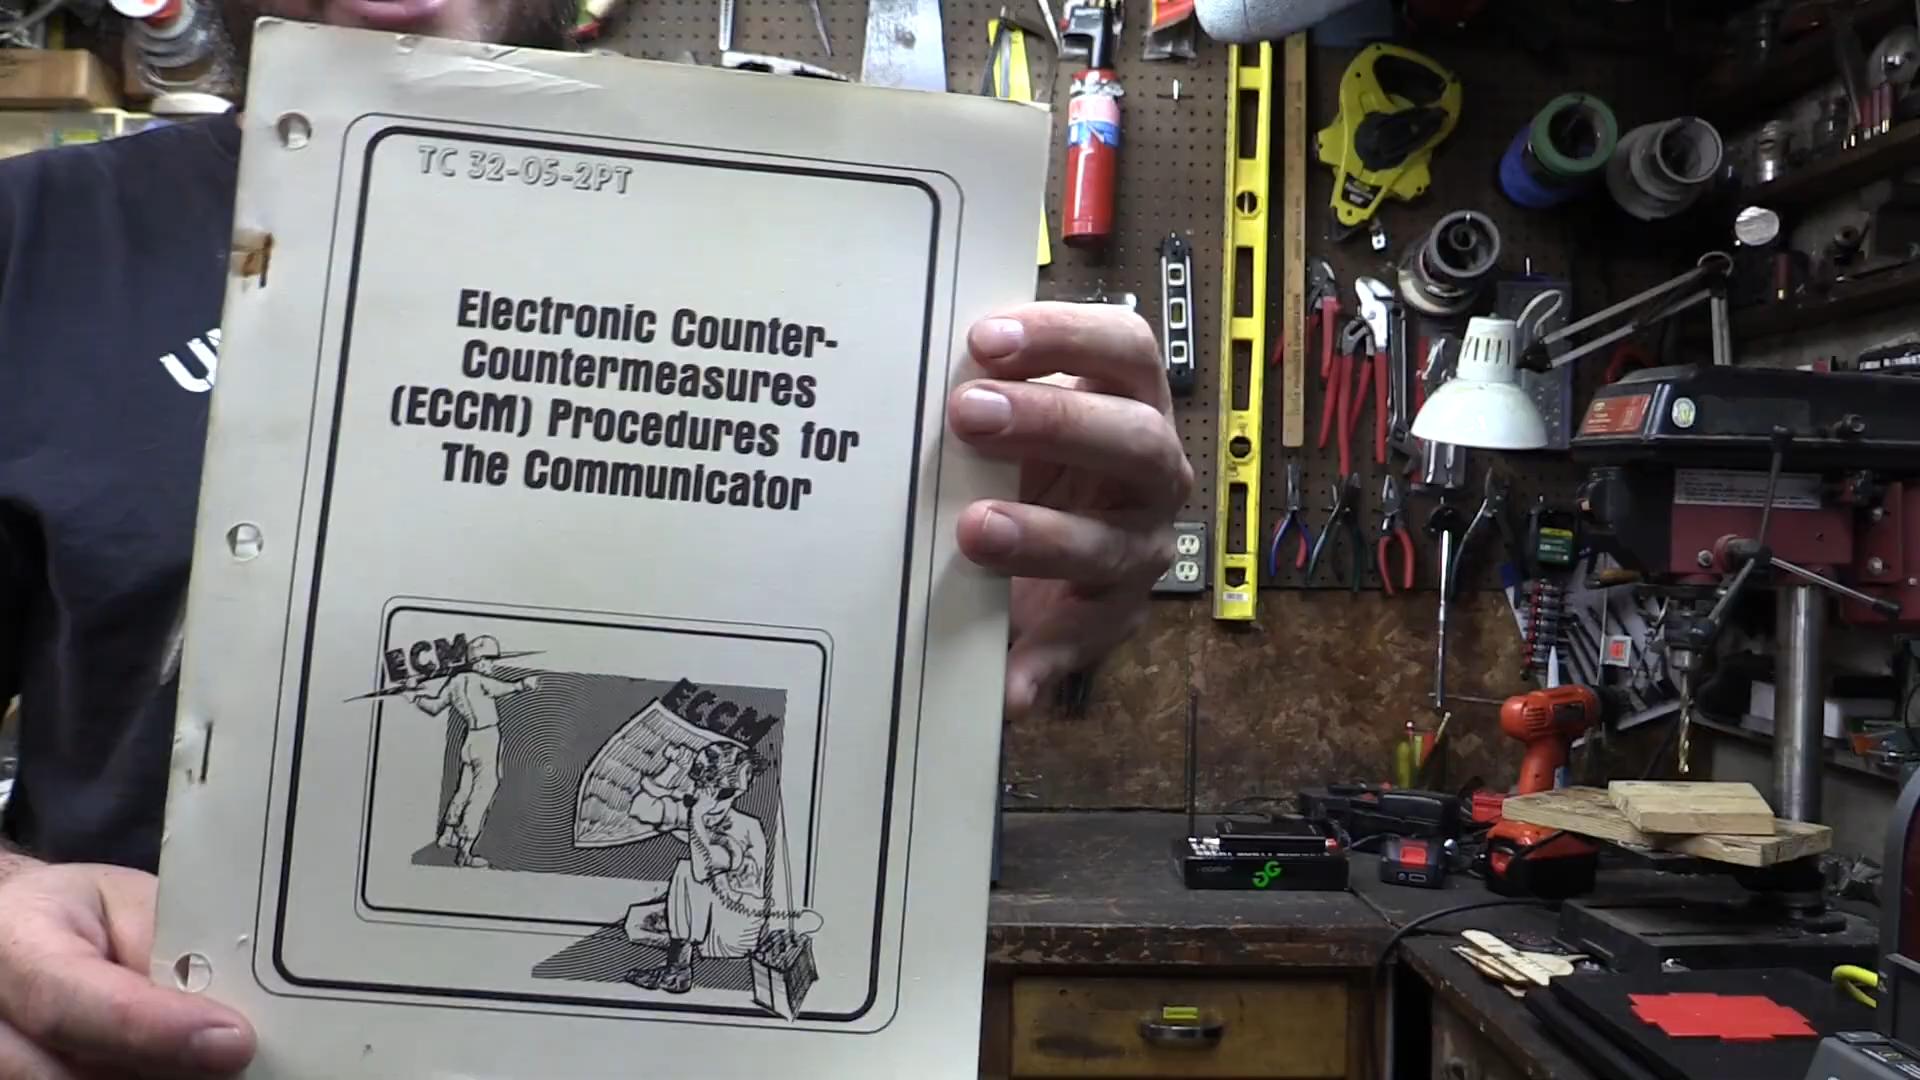 TC 32-05-2PT
Electronic Counter-
Countermeasures
(ECCM) Procedures for
The Communicator
ECM
ECCM